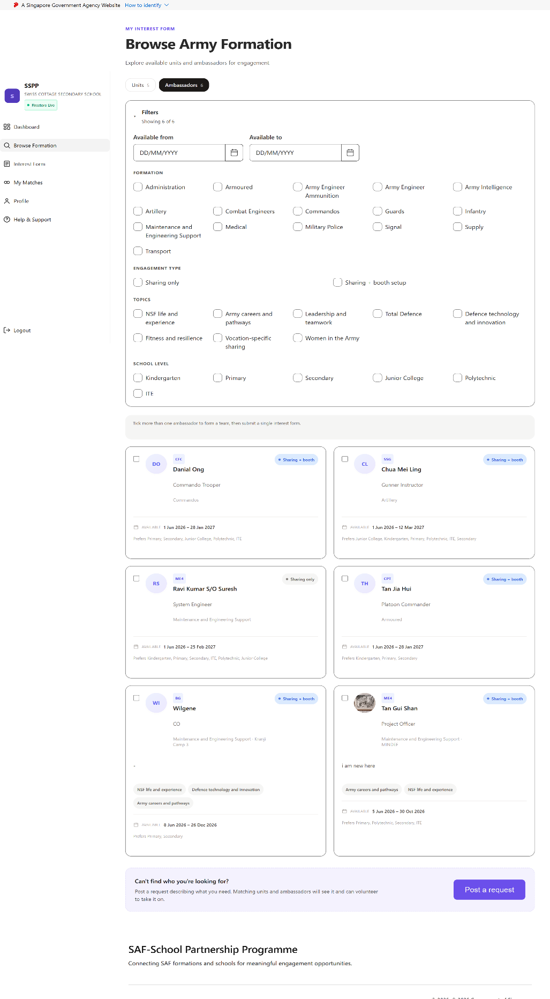 A Singapore Government Agency Website How to identify
MY INTEREST FORM
Browse Army Formation
Explore available units and ambassadors for engagement
Units 5
Ambassadors 6
S
SSPP
SWISS COTTAGE SECONDARY SCHOOL
Firestore Live
Dashboard
Browse Formation
Interest Form
My Matches
Profile
Help & Support
Logout
Filters
Showing 6 of 6
Available from
Available to
DD/MM/YYYY
DD/MM/YYYY
FORMATION
Administration
Armoured
Army Engineer
Ammunition
Army Engineer
Army Intelligence
Artillery
Combat Engineers
Commandos
Guards
Infantry
Maintenance and
Engineering Support
Medical
Military Police
Signal
Supply
Transport
ENGAGEMENT TYPE
Sharing only
Sharing + booth setup
TOPICS
NSF life and
experience
Army careers and
pathways
Leadership and
teamwork
Total Defence
Defence technology
and innovation
Fitness and resilience
Vocation-specific
sharing
Women in the Army
SCHOOL LEVEL
Kindergarten
Primary
Secondary
Junior College
Polytechnic
ITE
Tick more than one ambassador to form a team, then submit a single interest form.
DO
CFC
Danial Ong
Sharing + booth
Commando Trooper
Commandos
AVAILABLE 1 Jun 2026 – 28 Jan 2027
Prefers Primary, Secondary, Junior College, Polytechnic, ITE
CL
SSG
Chua Mei Ling
Sharing + booth
Gunner Instructor
Artillery
AVAILABLE 1 Jun 2026 – 12 Mar 2027
Prefers Junior College, Kindergarten, Primary, Polytechnic, ITE, Secondary
RS
ME4
Ravi Kumar S/O Suresh
Sharing only
System Engineer
Maintenance and Engineering Support
AVAILABLE 1 Jun 2026 – 25 Feb 2027
Prefers Kindergarten, Primary, Secondary, ITE, Polytechnic, Junior College
TH
CPT
Tan Jia Hui
Sharing + booth
Platoon Commander
Armoured
AVAILABLE 1 Jun 2026 – 28 Jan 2027
Prefers Kindergarten, Primary, Secondary
WI
BG
Wilgene
Sharing + booth
CO
Maintenance and Engineering Support · Kranji
Camp 3
-
NSF life and experience
Defence technology and innovation
Army careers and pathways
AVAILABLE 8 Jun 2026 – 26 Dec 2026
Prefers Primary, Secondary
ME4
Tan Gui Shan
Sharing + booth
Project Officer
Maintenance and Engineering Support ·
MINDEF
i am new here
Army careers and pathways
NSF life and experience
AVAILABLE 5 Jun 2026 – 30 Oct 2026
Prefers Primary, Polytechnic, Secondary, ITE
Can't find who you're looking for?
Post a request describing what you need. Matching units and ambassadors will see it and can volunteer
to take it on.
Post a request
SAF-School Partnership Programme
Connecting SAF formations and schools for meaningful engagement opportunities.